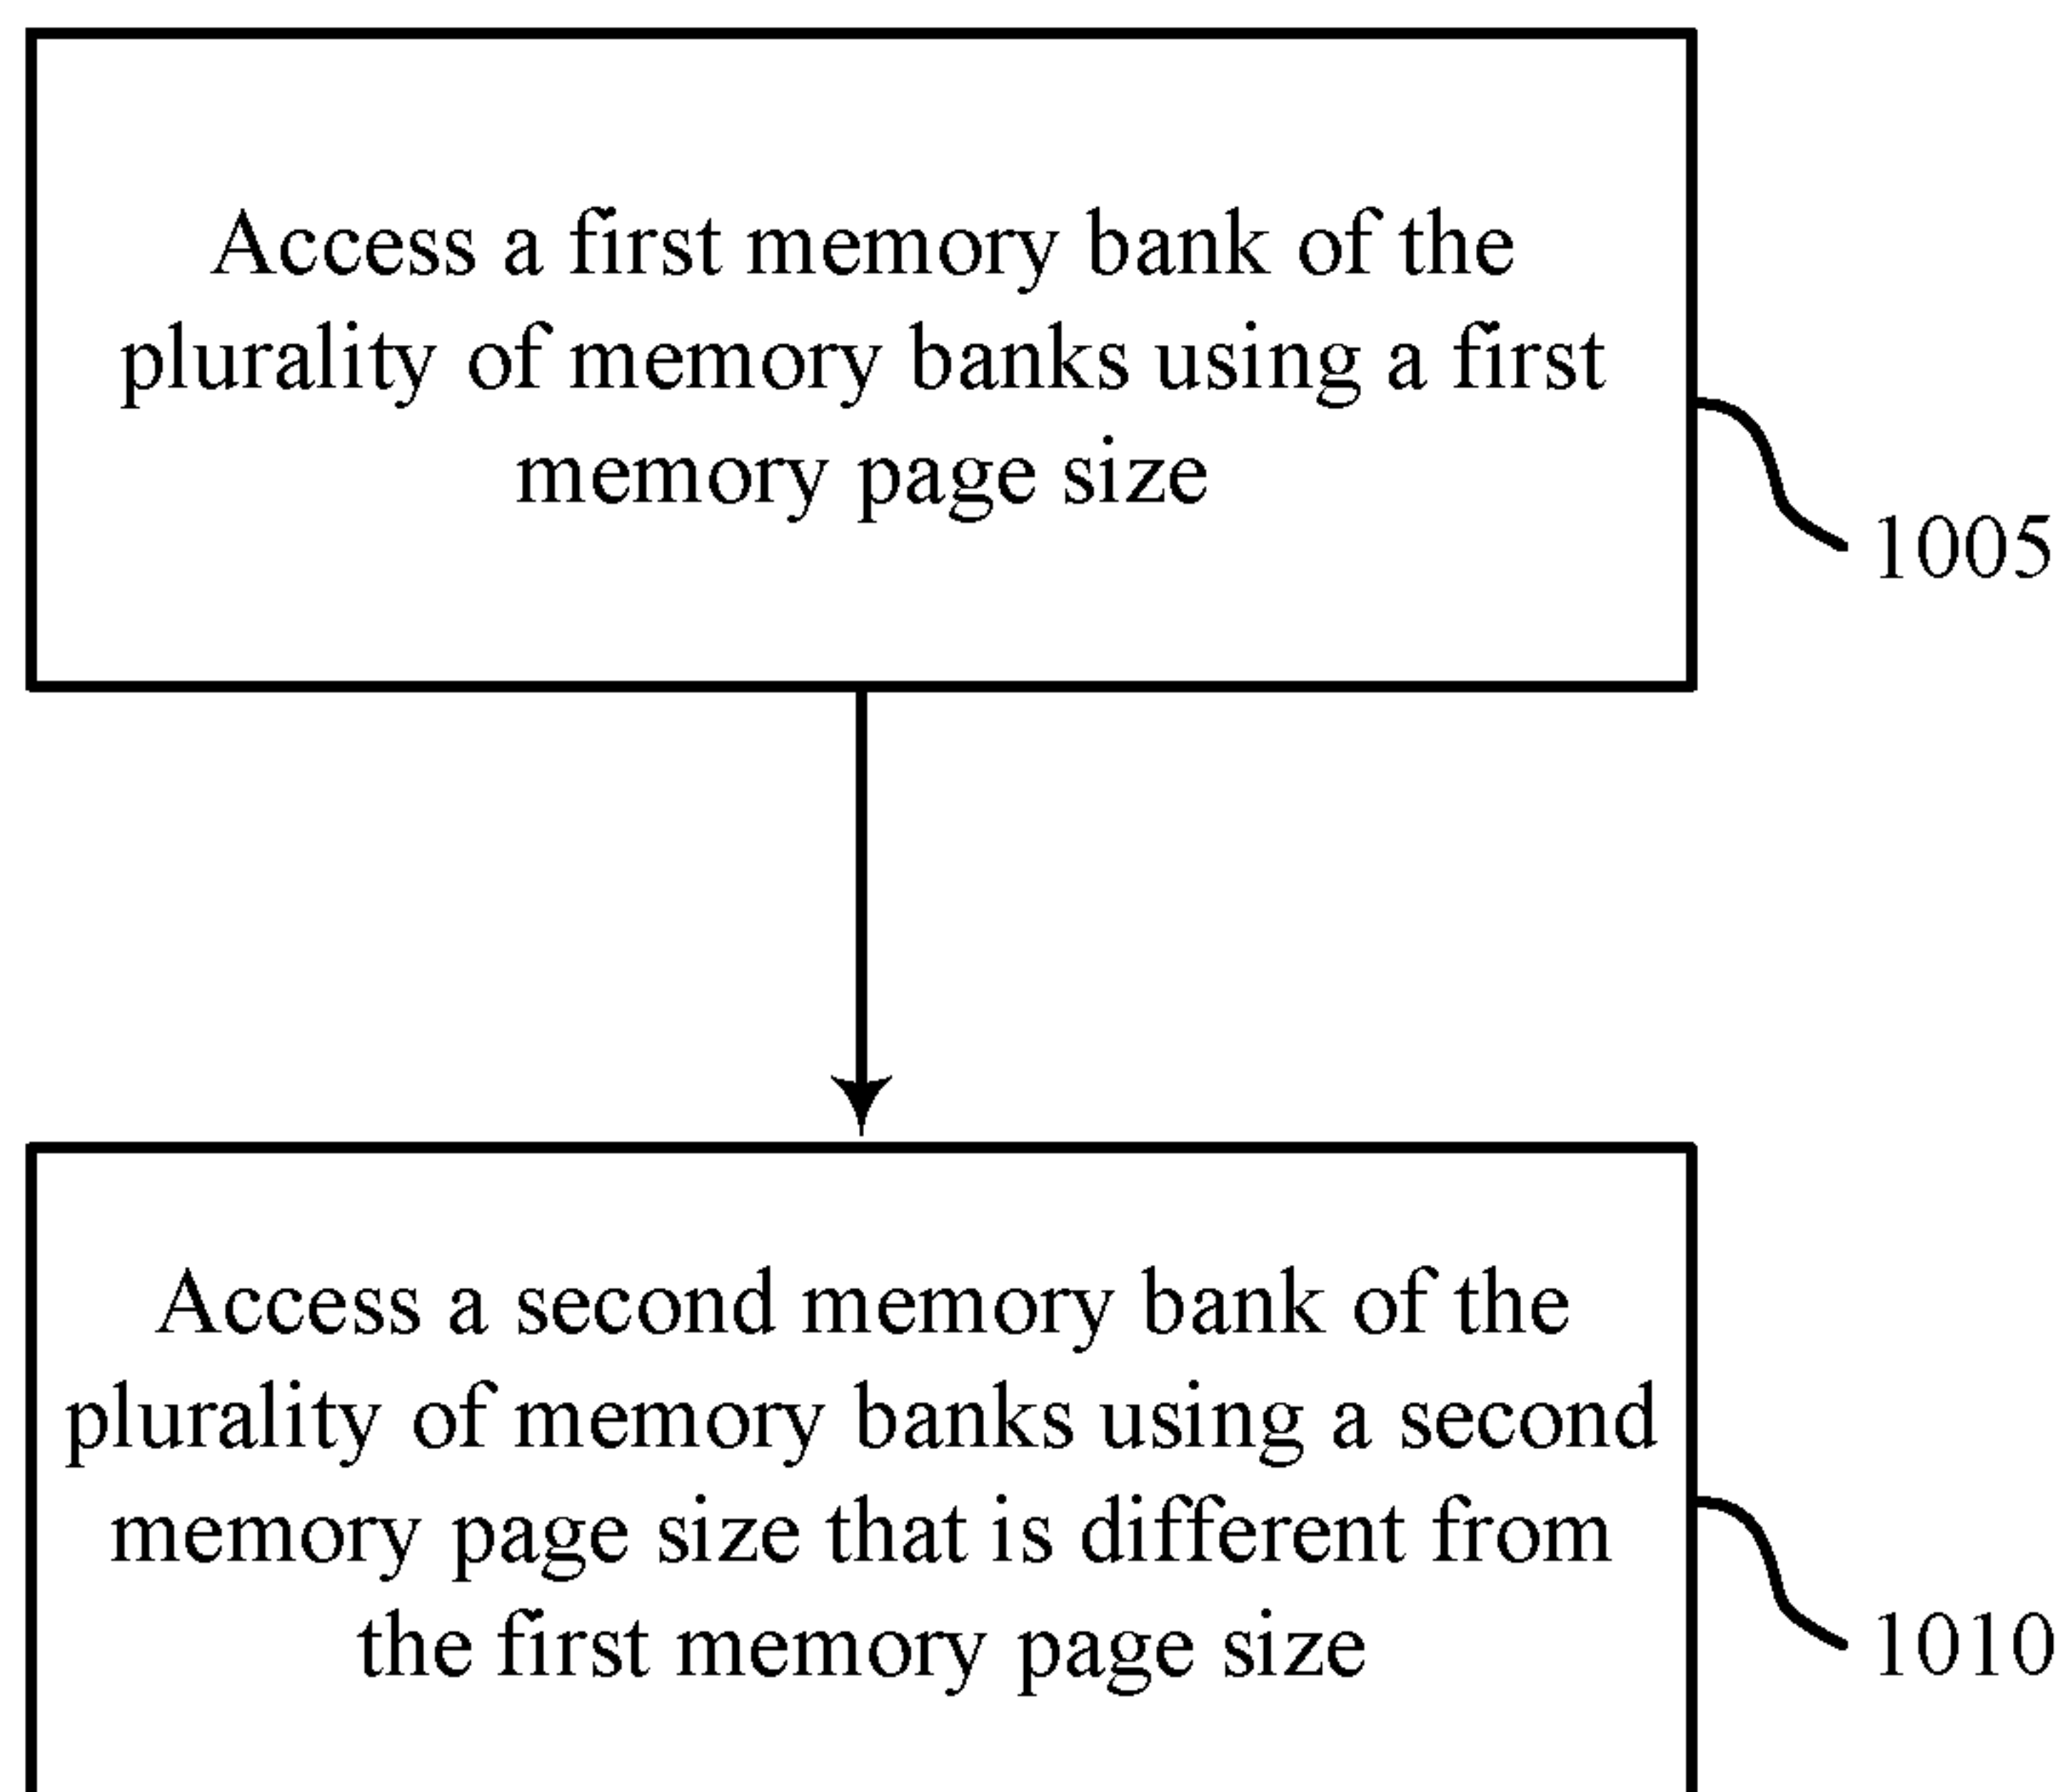 Access a first memory bank of the
plurality of memory banks using a first
memory page size
1005
Access a second memory bank of the
plurality of memory banks using a second
memory page size that is different from
the first memory page size
1010